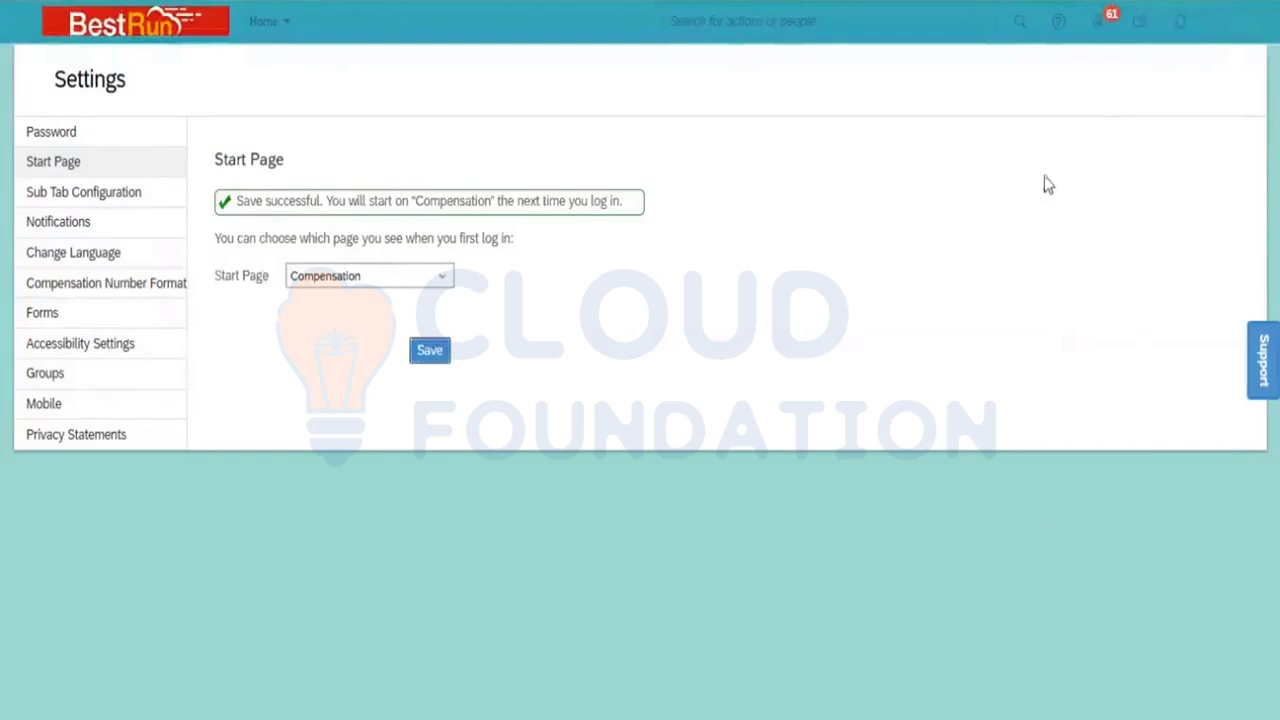 BestRun
Home
Search for actions or people
61
Settings
Password
Start Page
Sub Tab Configuration
Notifications
Change Language
Compensation Number Format
Forms
Accessibility Settings
Groups
Mobile
Privacy Statements
Start Page
Save successful. You will start on "Compensation" the next time you log in.
You can choose which page you see when you first log in:
Start Page Compensation
Save
CLOUD
FOUNDATION
Support